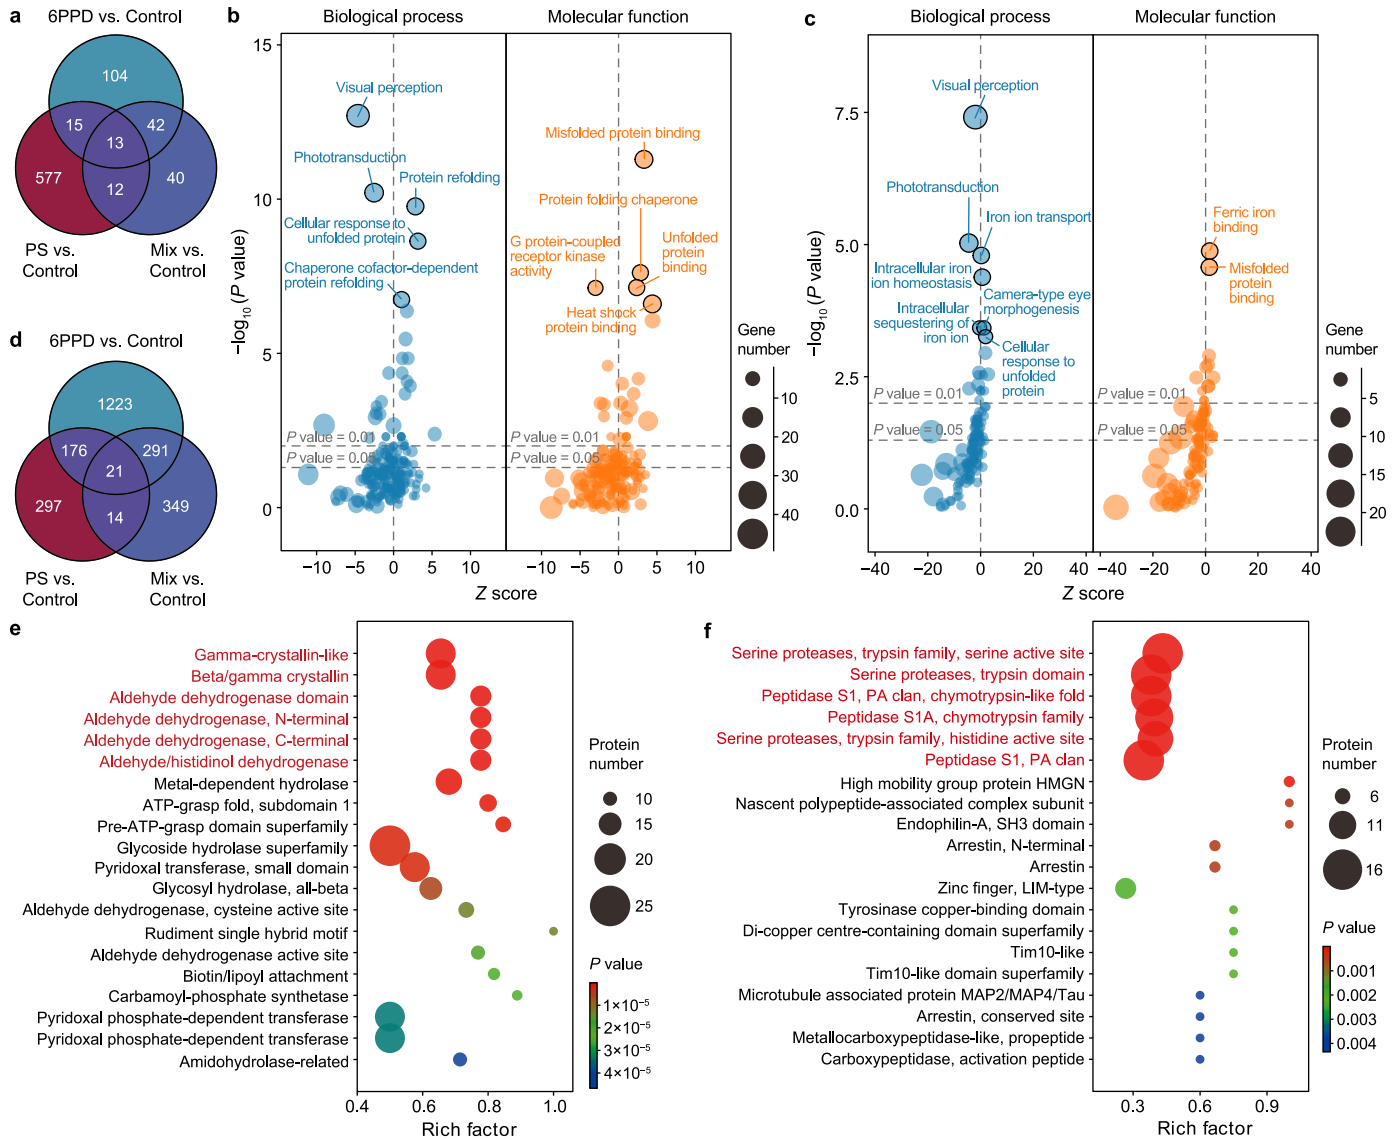 a
6PPD vs. Control
104
15
42
13
577
12
40
PS vs.
Control
Mix vs.
Control
b
Biological process
Molecular function
15
10
5
0
−log10 (P value)
Visual perception
Phototransduction
Protein refolding
Cellular response to
unfolded protein
Chaperone cofactor-dependent
protein refolding
Misfolded protein binding
Protein folding chaperone
G protein-coupled
receptor kinase
activity
Unfolded
protein
binding
Heat shock
protein binding
P value = 0.01
P value = 0.05
P value = 0.01
P value = 0.05
−10 −5 0 5 10
−10 −5 0 5 10
Z score
Gene
number
10
20
30
40
c
Biological process
Molecular function
7.5
5.0
2.5
0.0
−log10 (P value)
Visual perception
Phototransduction
Iron ion transport
Intracellular iron
ion homeostasis
Camera-type eye
morphogenesis
Intracellular
sequestering of
iron ion
Cellular
response to
unfolded
protein
Ferric iron
binding
Misfolded
protein
binding
P value = 0.01
P value = 0.05
P value = 0.01
P value = 0.05
−40 −20 0 20 40
−40 −20 0 20 40
Z score
Gene
number
5
10
15
20
d
6PPD vs. Control
1223
176
291
21
297
14
349
PS vs.
Control
Mix vs.
Control
e
Gamma-crystallin-like
Beta/gamma crystallin
Aldehyde dehydrogenase domain
Aldehyde dehydrogenase, N-terminal
Aldehyde dehydrogenase, C-terminal
Aldehyde/histidinol dehydrogenase
Metal-dependent hydrolase
ATP-grasp fold, subdomain 1
Pre-ATP-grasp domain superfamily
Glycoside hydrolase superfamily
Pyridoxal transferase, small domain
Glycosyl hydrolase, all-beta
Aldehyde dehydrogenase, cysteine active site
Rudiment single hybrid motif
Aldehyde dehydrogenase active site
Biotin/lipoyl attachment
Carbamoyl-phosphate synthetase
Pyridoxal phosphate-dependent transferase
Pyridoxal phosphate-dependent transferase
Amidohydrolase-related
0.4 0.6 0.8 1.0
Rich factor
Protein
number
10
15
20
25
P value
1×10−5
2×10−5
3×10−5
4×10−5
f
Serine proteases, trypsin family, serine active site
Serine proteases, trypsin domain
Peptidase S1, PA clan, chymotrypsin-like fold
Peptidase S1A, chymotrypsin family
Serine proteases, trypsin family, histidine active site
Peptidase S1, PA clan
High mobility group protein HMGN
Nascent polypeptide-associated complex subunit
Endophilin-A, SH3 domain
Arrestin, N-terminal
Arrestin
Zinc finger, LIM-type
Tyrosinase copper-binding domain
Di-copper centre-containing domain superfamily
Tim10-like
Tim10-like domain superfamily
Microtubule associated protein MAP2/MAP4/Tau
Arrestin, conserved site
Metallocarboxypeptidase-like, propeptide
Carboxypeptidase, activation peptide
0.3 0.6 0.9
Rich factor
Protein
number
6
11
16
P value
0.001
0.002
0.003
0.004